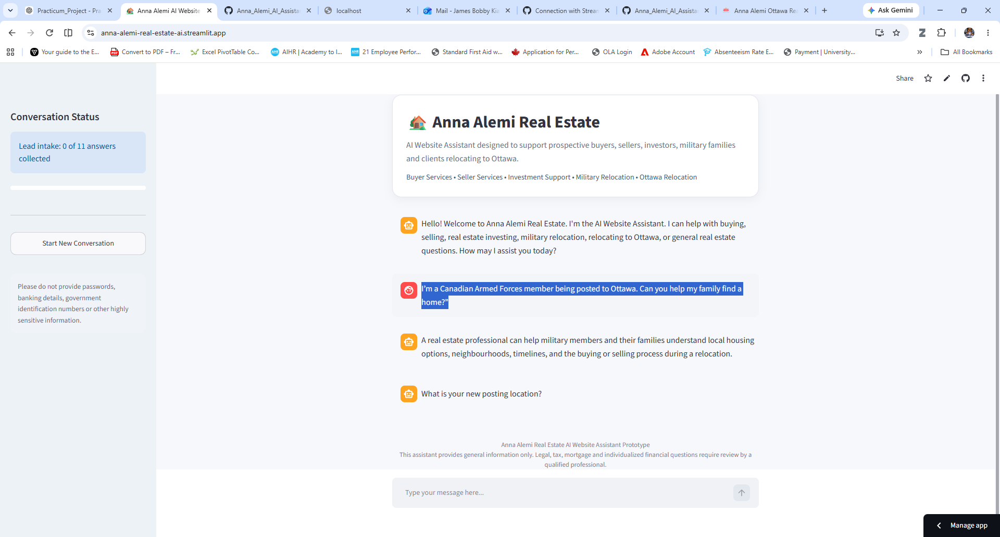 Practicum_Project - Pra
Anna Alemi AI Website
Anna_Alemi_AI_Assista
localhost
Mail - James Bobby Kia
Connection with Stream
Anna_Alemi_AI_Assista
Anna Alemi Ottawa Rea
Ask Gemini
anna-alemi-real-estate-ai.streamlit.app
Your guide to the E...
Convert to PDF – Fr...
Excel PivotTable Co...
AIHR | Academy to I...
21 Employee Perfor...
Standard First Aid w...
Application for Per...
OLA Login
Adobe Account
Absenteeism Rate E...
Payment | University...
All Bookmarks
Share
Conversation Status
Lead intake: 0 of 11 answers
collected
Start New Conversation
Please do not provide passwords,
banking details, government
identification numbers or other highly
sensitive information.
Anna Alemi Real Estate
AI Website Assistant designed to support prospective buyers, sellers, investors, military families
and clients relocating to Ottawa.
Buyer Services • Seller Services • Investment Support • Military Relocation • Ottawa Relocation
Hello! Welcome to Anna Alemi Real Estate. I'm the AI Website Assistant. I can help with buying,
selling, real estate investing, military relocation, relocating to Ottawa, or general real estate
questions. How may I assist you today?
I’m a Canadian Armed Forces member being posted to Ottawa. Can you help my family find a
home?”
A real estate professional can help military members and their families understand local housing
options, neighbourhoods, timelines, and the buying or selling process during a relocation.
What is your new posting location?
Anna Alemi Real Estate AI Website Assistant Prototype
This assistant provides general information only. Legal, tax, mortgage and individualized financial questions require review by a
qualified professional.
Type your message here...
Manage app